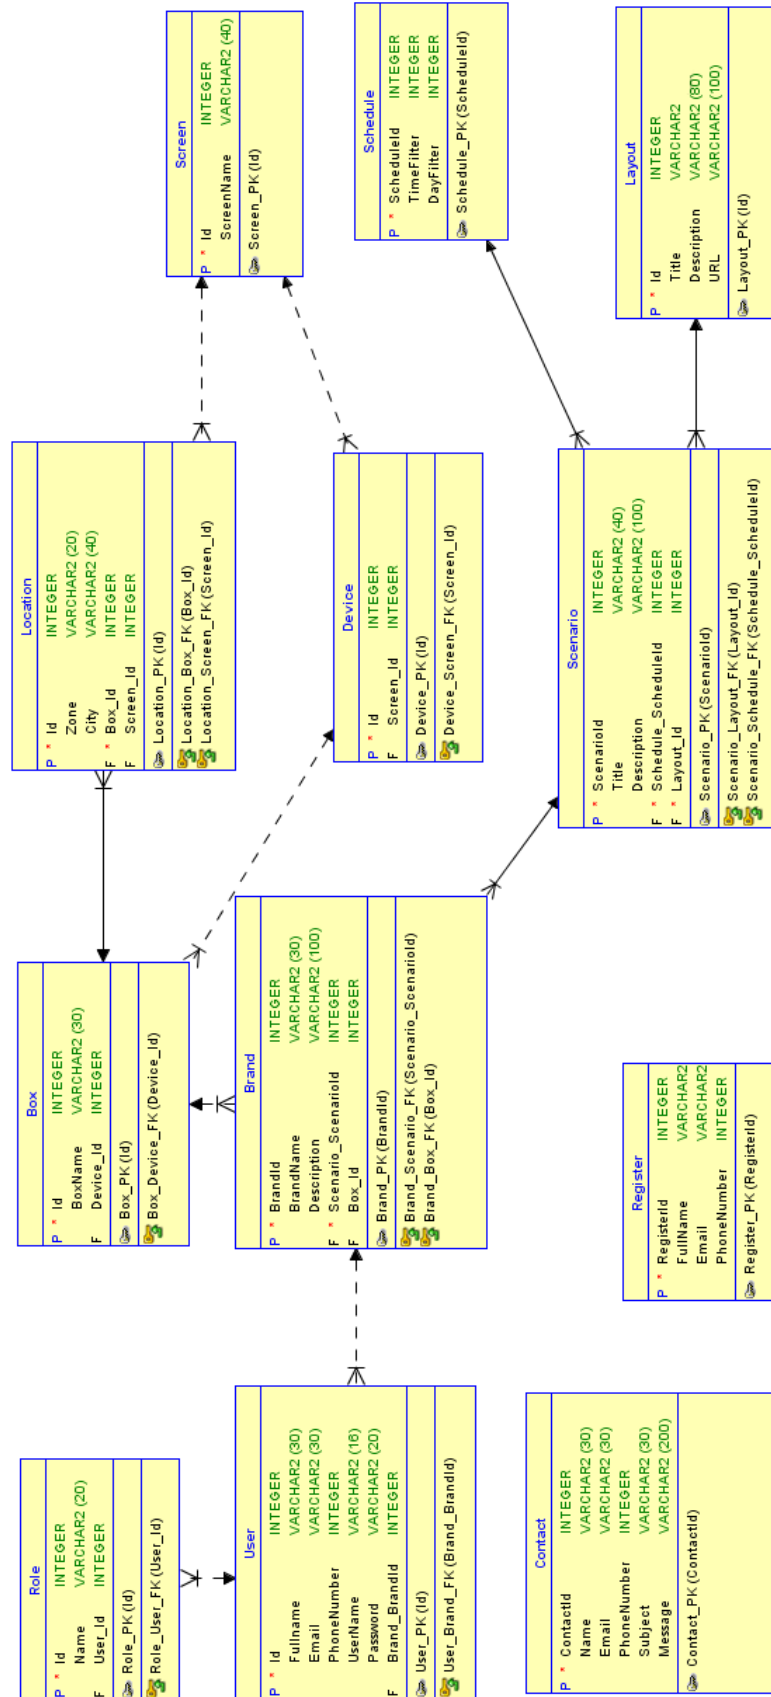 Role
P * Id INTEGER
Name VARCHAR2 (20)
F User_Id INTEGER
Role_PK (Id)
Role_User_FK (User_Id)
Box
P * Id INTEGER
BoxName VARCHAR2 (30)
F Device_Id INTEGER
Box_PK (Id)
Box_Device_FK (Device_Id)
Location
P * Id INTEGER
Zone VARCHAR2 (20)
City VARCHAR2 (40)
F * Box_Id INTEGER
F Screen_Id INTEGER
Location_PK (Id)
Location_Box_FK (Box_Id)
Location_Screen_FK (Screen_Id)
Screen
P * Id INTEGER
ScreenName VARCHAR2 (40)
Screen_PK (Id)
User
P * Id INTEGER
Fullname VARCHAR2 (30)
Email VARCHAR2 (30)
PhoneNumber INTEGER
UserName VARCHAR2 (16)
Password VARCHAR2 (20)
F Brand_BrandId INTEGER
User_PK (Id)
User_Brand_FK (Brand_BrandId)
Brand
P * BrandId INTEGER
BrandName VARCHAR2 (30)
Description VARCHAR2 (100)
F * Scenario_ScenarioId INTEGER
F Box_Id INTEGER
Brand_PK (BrandId)
Brand_Scenario_FK (Scenario_ScenarioId)
Brand_Box_FK (Box_Id)
Device
P * Id INTEGER
F Screen_Id INTEGER
Device_PK (Id)
Device_Screen_FK (Screen_Id)
Schedule
P * ScheduleId INTEGER
TimeFilter INTEGER
DayFilter INTEGER
Schedule_PK (ScheduleId)
Contact
P * ContactId INTEGER
Name VARCHAR2 (30)
Email VARCHAR2 (30)
PhoneNumber INTEGER
Subject VARCHAR2 (30)
Message VARCHAR2 (200)
Contact_PK (ContactId)
Register
P * RegisterId INTEGER
FullName VARCHAR2
Email VARCHAR2
PhoneNumber INTEGER
Register_PK (RegisterId)
Scenario
P * ScenarioId INTEGER
Title VARCHAR2 (40)
Description VARCHAR2 (100)
F * Schedule_ScheduleId INTEGER
F * Layout_Id INTEGER
Scenario_PK (ScenarioId)
Scenario_Layout_FK (Layout_Id)
Scenario_Schedule_FK (Schedule_ScheduleId)
Layout
P * Id INTEGER
Title VARCHAR2
Description VARCHAR2 (80)
URL VARCHAR2 (100)
Layout_PK (Id)